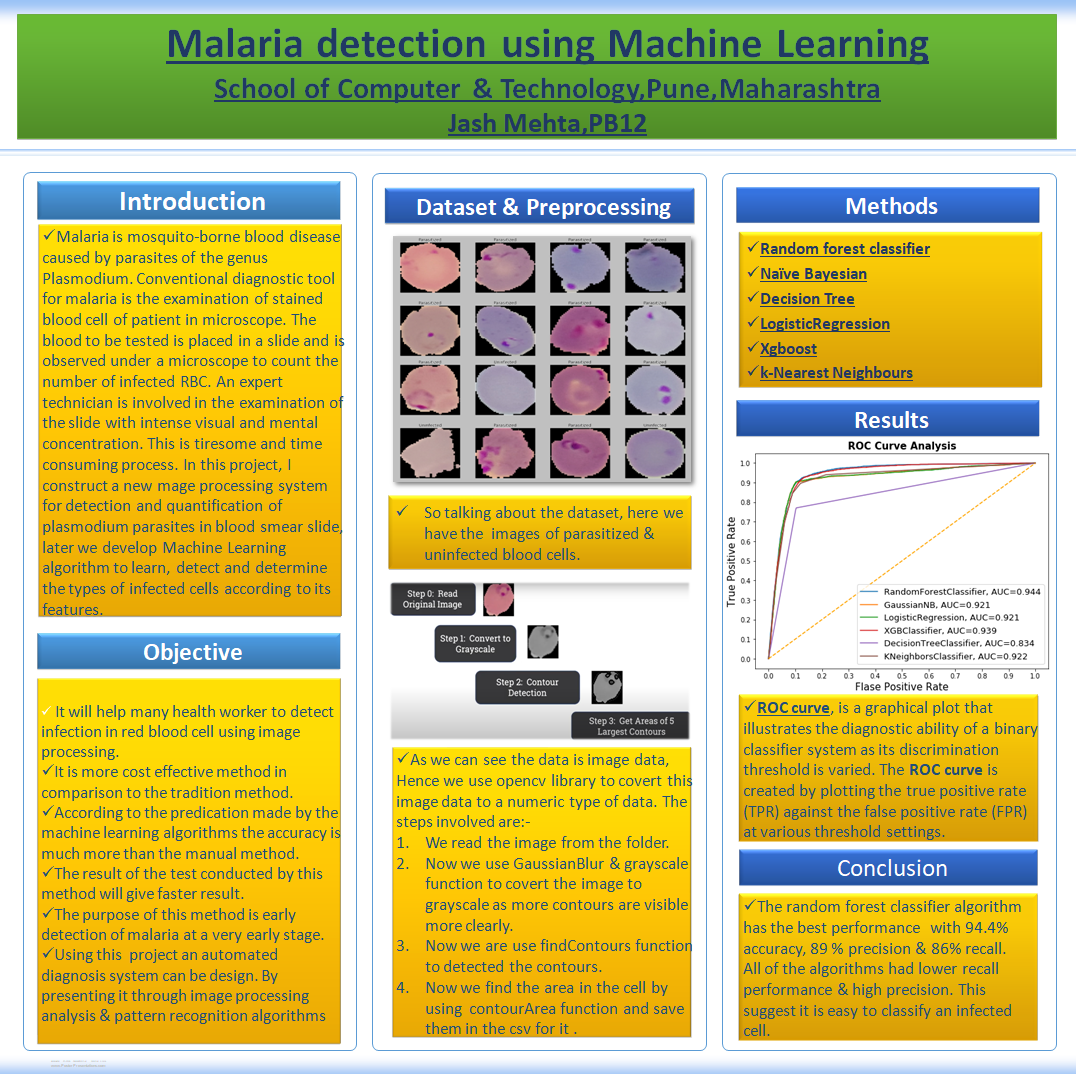 Malaria detection using Machine Learning
School of Computer & Technology,Pune,Maharashtra
Jash Mehta,PB12
Introduction
✓Malaria is mosquito-borne blood disease
caused by parasites of the genus
Plasmodium. Conventional diagnostic tool
for malaria is the examination of stained
blood cell of patient in microscope. The
blood to be tested is placed in a slide and is
observed under a microscope to count the
number of infected RBC. An expert
technician is involved in the examination of
the slide with intense visual and mental
concentration. This is tiresome and time
consuming process. In this project, I
construct a new mage processing system
for detection and quantification of
plasmodium parasites in blood smear slide,
later we develop Machine Learning
algorithm to learn, detect and determine
the types of infected cells according to its
features.
Objective
✓It will help many health worker to detect
infection in red blood cell using image
processing.
✓It is more cost effective method in
comparison to the tradition method.
✓According to the predication made by the
machine learning algorithms the accuracy is
much more than the manual method.
✓The result of the test conducted by this
method will give faster result.
✓The purpose of this method is early
detection of malaria at a very early stage.
✓Using this project an automated
diagnosis system can be design. By
presenting it through image processing
analysis & pattern recognition algorithms
Dataset & Preprocessing
Parasitized Parasitized Parasitized Parasitized
Parasitized Parasitized Parasitized Parasitized
Parasitized Uninfected Parasitized Parasitized
Uninfected Parasitized Parasitized Uninfected
✓ So talking about the dataset, here we
have the images of parasitized &
uninfected blood cells.
Step 0: Read
Original Image
Step 1: Convert to
Grayscale
Step 2: Contour
Detection
Step 3: Get Areas of 5
Largest Contours
✓As we can see the data is image data,
Hence we use opencv library to covert this
image data to a numeric type of data. The
steps involved are:-
1. We read the image from the folder.
2. Now we use GaussianBlur & grayscale
function to covert the image to
grayscale as more contours are visible
more clearly.
3. Now we are use findContours function
to detected the contours.
4. Now we find the area in the cell by
using contourArea function and save
them in the csv for it .
Methods
✓Random forest classifier
✓Naïve Bayesian
✓Decision Tree
✓LogisticRegression
✓Xgboost
✓k-Nearest Neighbours
Results
ROC Curve Analysis
True Positive Rate
1.0
0.9
0.8
0.7
0.6
0.5
0.4
0.3
0.2
0.1
0.0
RandomForestClassifier, AUC=0.944
GaussianNB, AUC=0.921
LogisticRegression, AUC=0.921
XGBClassifier, AUC=0.939
DecisionTreeClassifier, AUC=0.834
KNeighborsClassifier, AUC=0.922
0.0 0.1 0.2 0.3 0.4 0.5 0.6 0.7 0.8 0.9 1.0
Flase Positive Rate
✓ROC curve, is a graphical plot that
illustrates the diagnostic ability of a binary
classifier system as its discrimination
threshold is varied. The ROC curve is
created by plotting the true positive rate
(TPR) against the false positive rate (FPR)
at various threshold settings.
Conclusion
✓The random forest classifier algorithm
has the best performance with 94.4%
accuracy, 89 % precision & 86% recall.
All of the algorithms had lower recall
performance & high precision. This
suggest it is easy to classify an infected
cell.